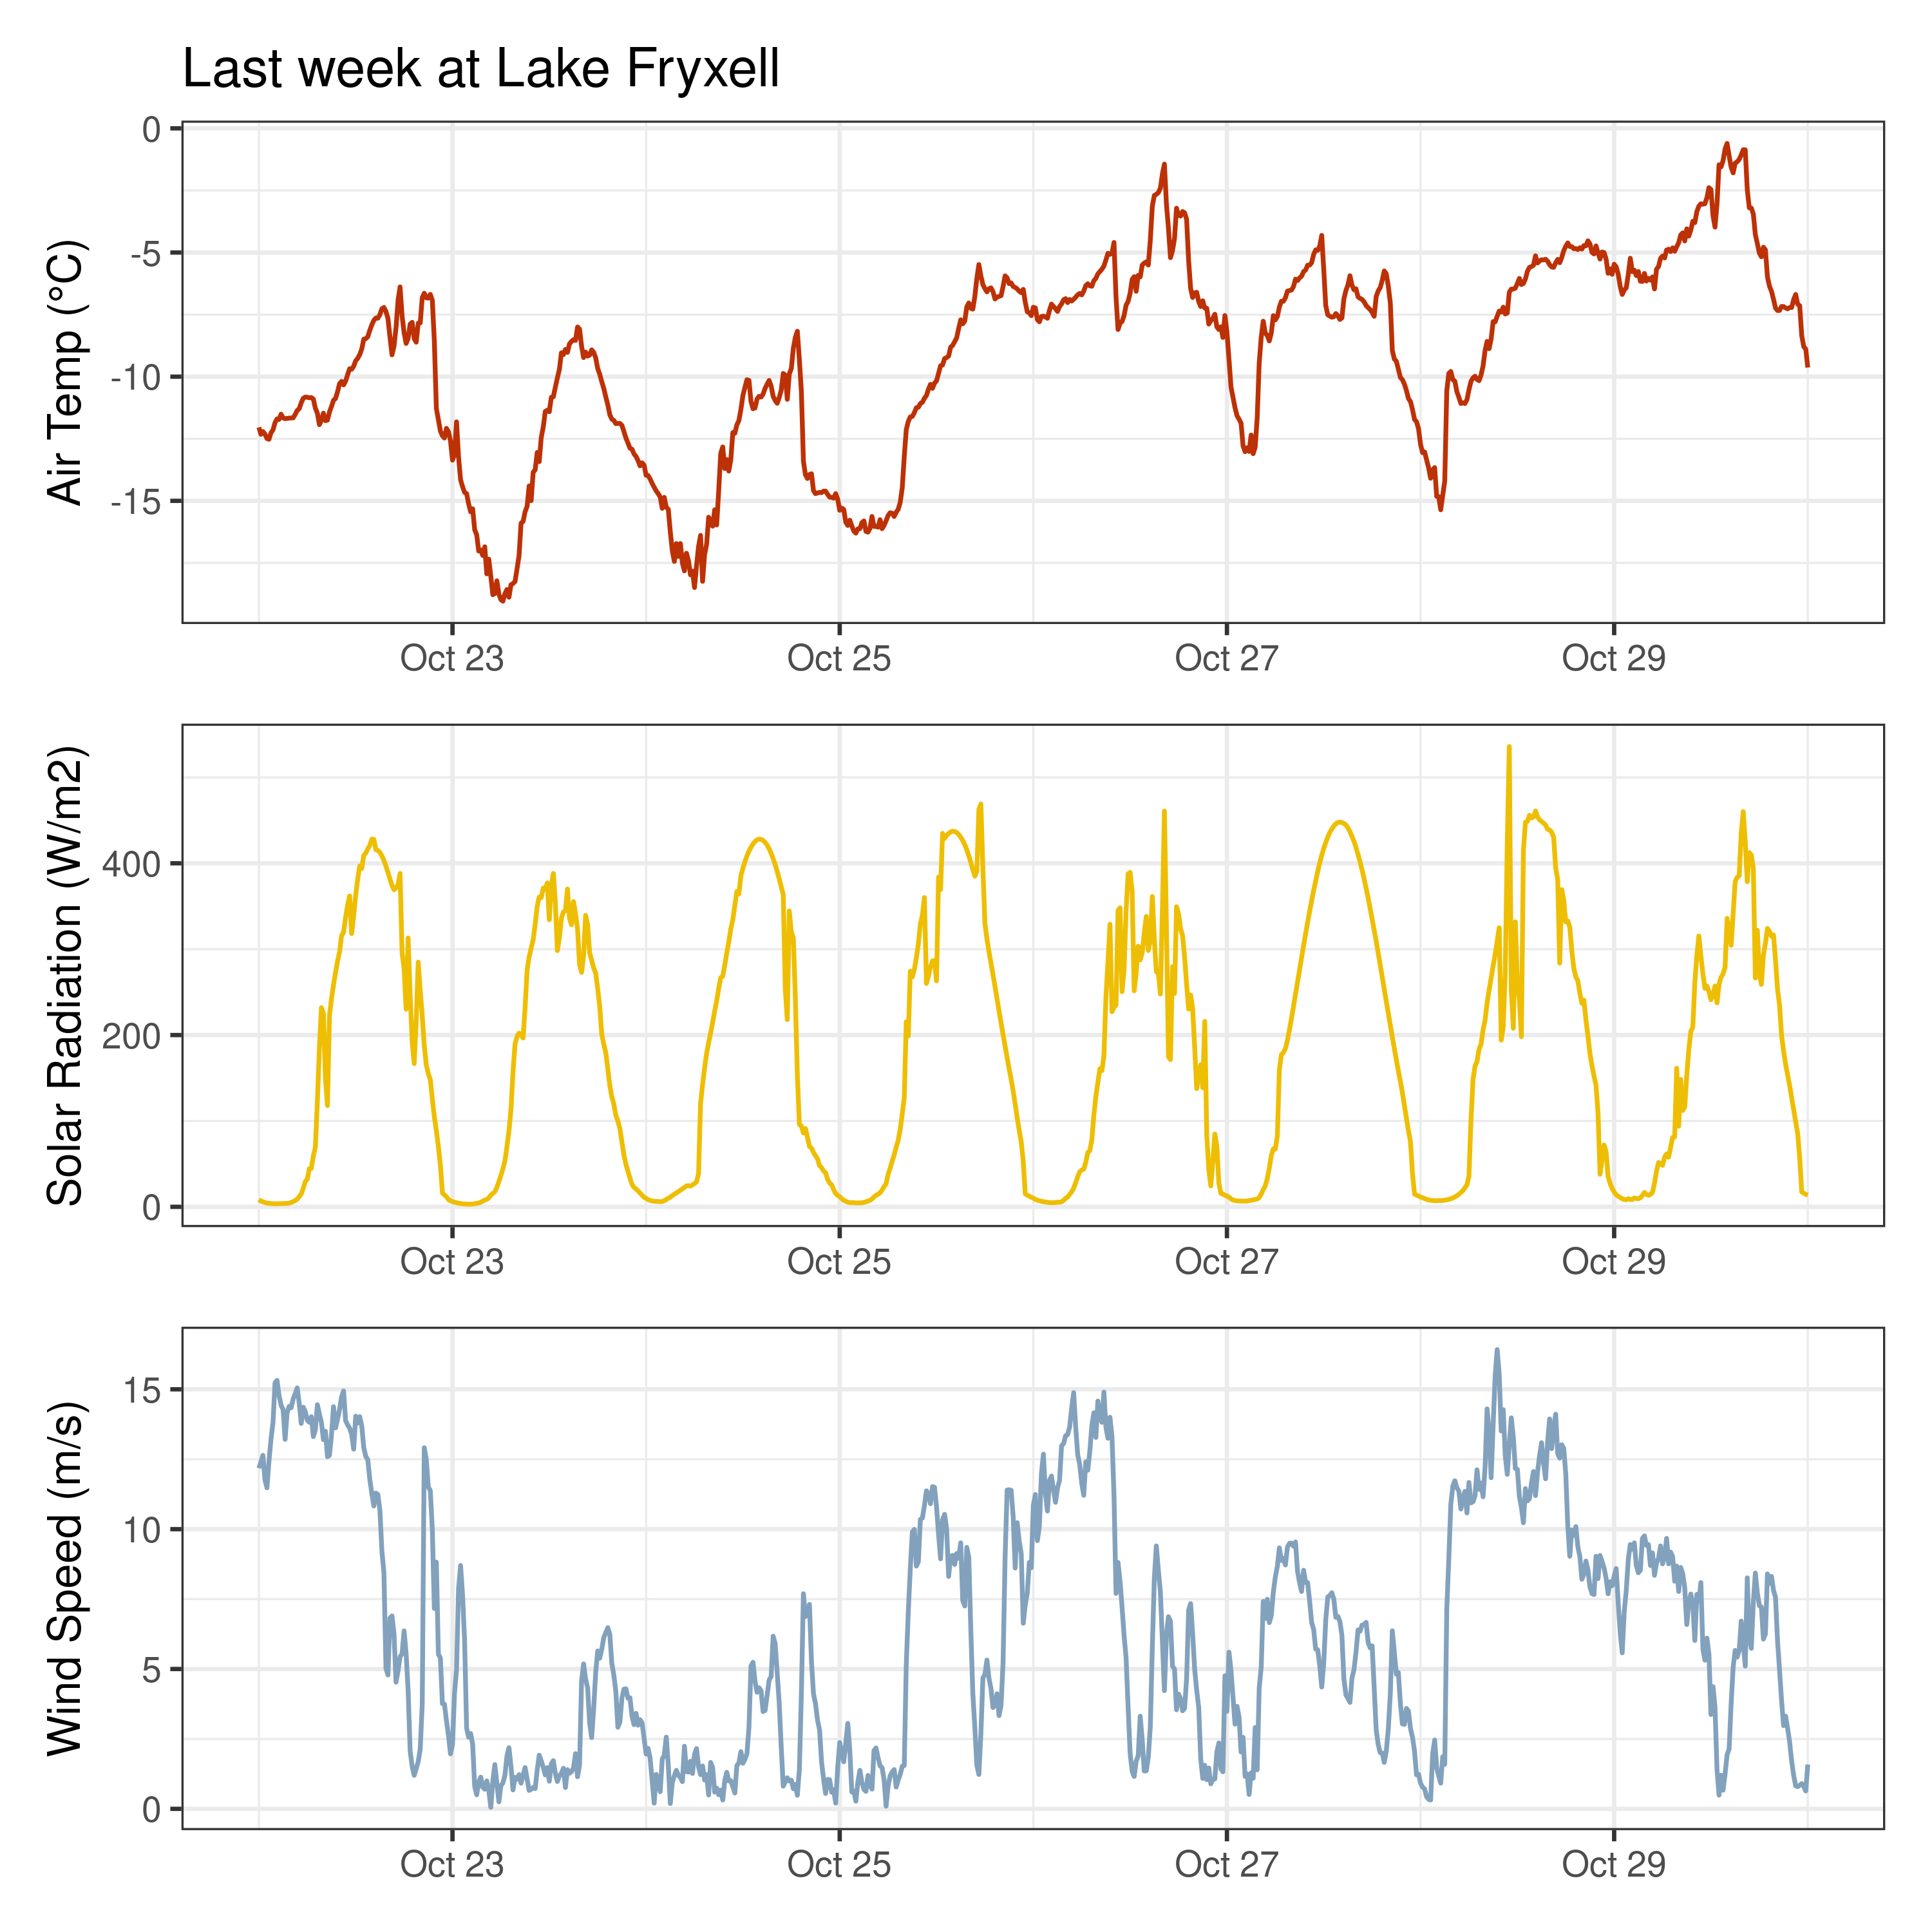 Last week at Lake Fryxell
Air Temp (°C)
0
-5
-10
-15
Oct 23 Oct 25 Oct 27 Oct 29
Solar Radiation (W/m2)
400
200
0
Oct 23 Oct 25 Oct 27 Oct 29
Wind Speed (m/s)
15
10
5
0
Oct 23 Oct 25 Oct 27 Oct 29